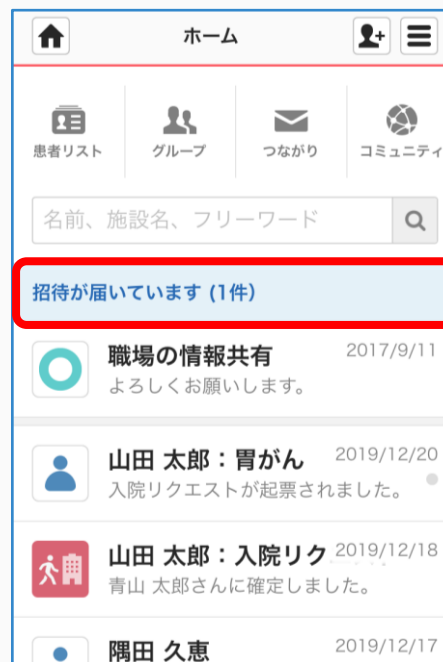 ホーム
患者リスト
グループ
つながり
コミュニティ
名前、施設名、フリーワード
招待が届いています (1件)
職場の情報共有 2017/9/11
よろしくお願いします。
山田 太郎：胃がん 2019/12/20
入院リクエストが起票されました。
山田 太郎：入院リク 2019/12/18
青山 太郎さんに確定しました。
隅田 久恵 2019/12/17